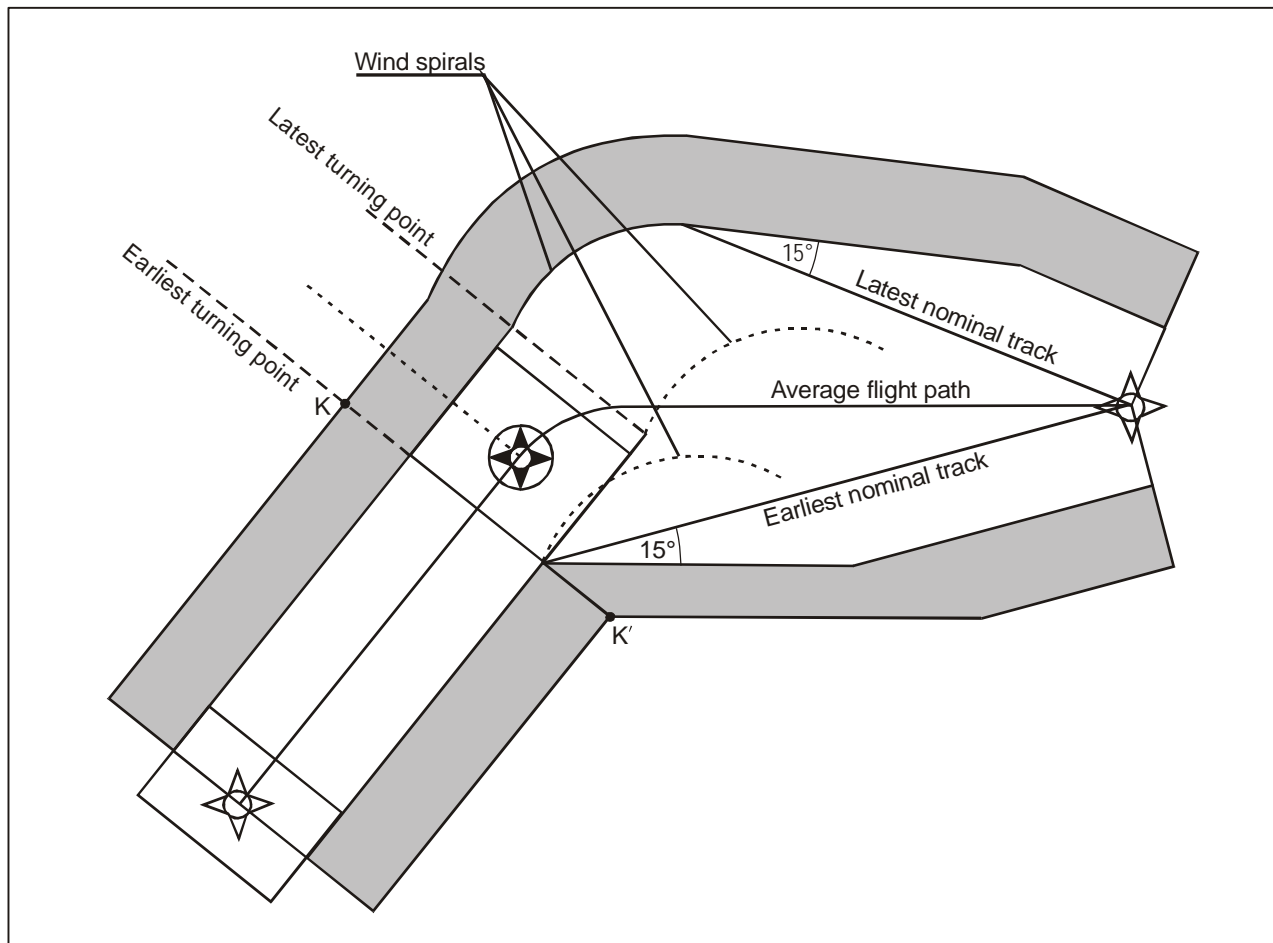 Wind spirals
Latest turning point
Earliest turning point
K
15°
Latest nominal track
Average flight path
Earliest nominal track
15°
K′